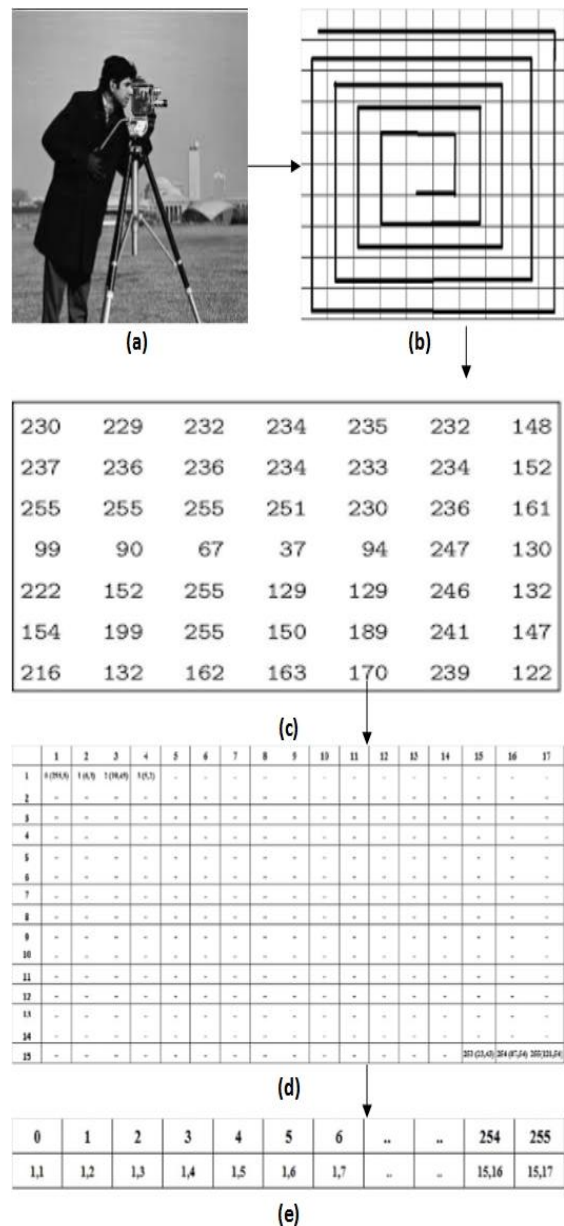 (a) (b)
230 229 232 234 235 232 148
237 236 236 234 233 234 152
255 255 255 251 230 236 161
99 90 67 37 94 247 130
222 152 255 129 129 246 132
154 199 255 150 189 241 147
216 132 162 163 170 239 122
(c)
1 2 3 4 5 6 7 8 9 10 11 12 13 14 15 16 17
1 - - - - - - - - - - - - -
2 - - - - - - - - - - - - - - - - -
3 - - - - - - - - - - - - - - - - -
4 - - - - - - - - - - - - - - - - -
5 - - - - - - - - - - - - - - - - -
6 - - - - - - - - - - - - - - - - -
7 - - - - - - - - - - - - - - - - -
8 - - - - - - - - - - - - - - - - -
9 - - - - - - - - - - - - - - - - -
10 - - - - - - - - - - - - - - - - -
11 - - - - - - - - - - - - - - - - -
12 - - - - - - - - - - - - - - - - -
13 - - - - - - - - - - - - - - - - -
14 - - - - - - - - - - - - - - - - -
15 - - - - - - - - - - - - - -
(d)
0 1 2 3 4 5 6 .. .. 254 255
1,1 1,2 1,3 1,4 1,5 1,6 1,7 .. .. 15,16 15,17
(e)